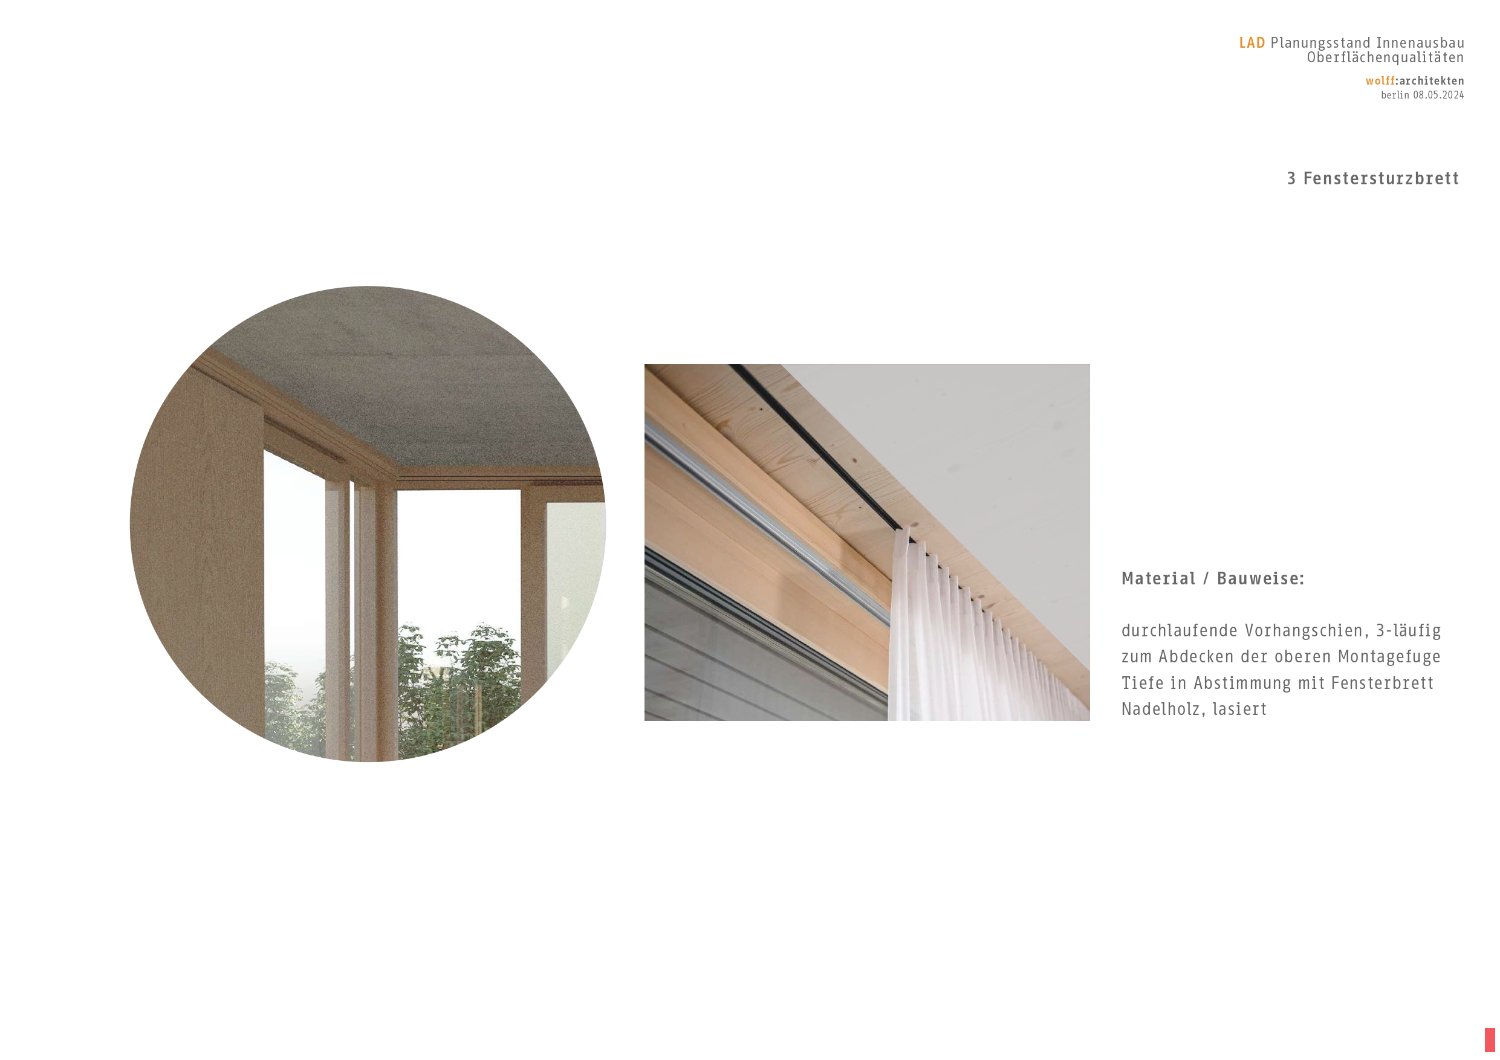 LAD Planungsstand Innenausbau
Oberflächenqualitäten
wolff:architekten
berlin 08.05.2024
3 Fenstersturzbrett
Material / Bauweise:
durchlaufende Vorhangschien, 3-läufig
zum Abdecken der oberen Montagefuge
Tiefe in Abstimmung mit Fensterbrett
Nadelholz, lasiert